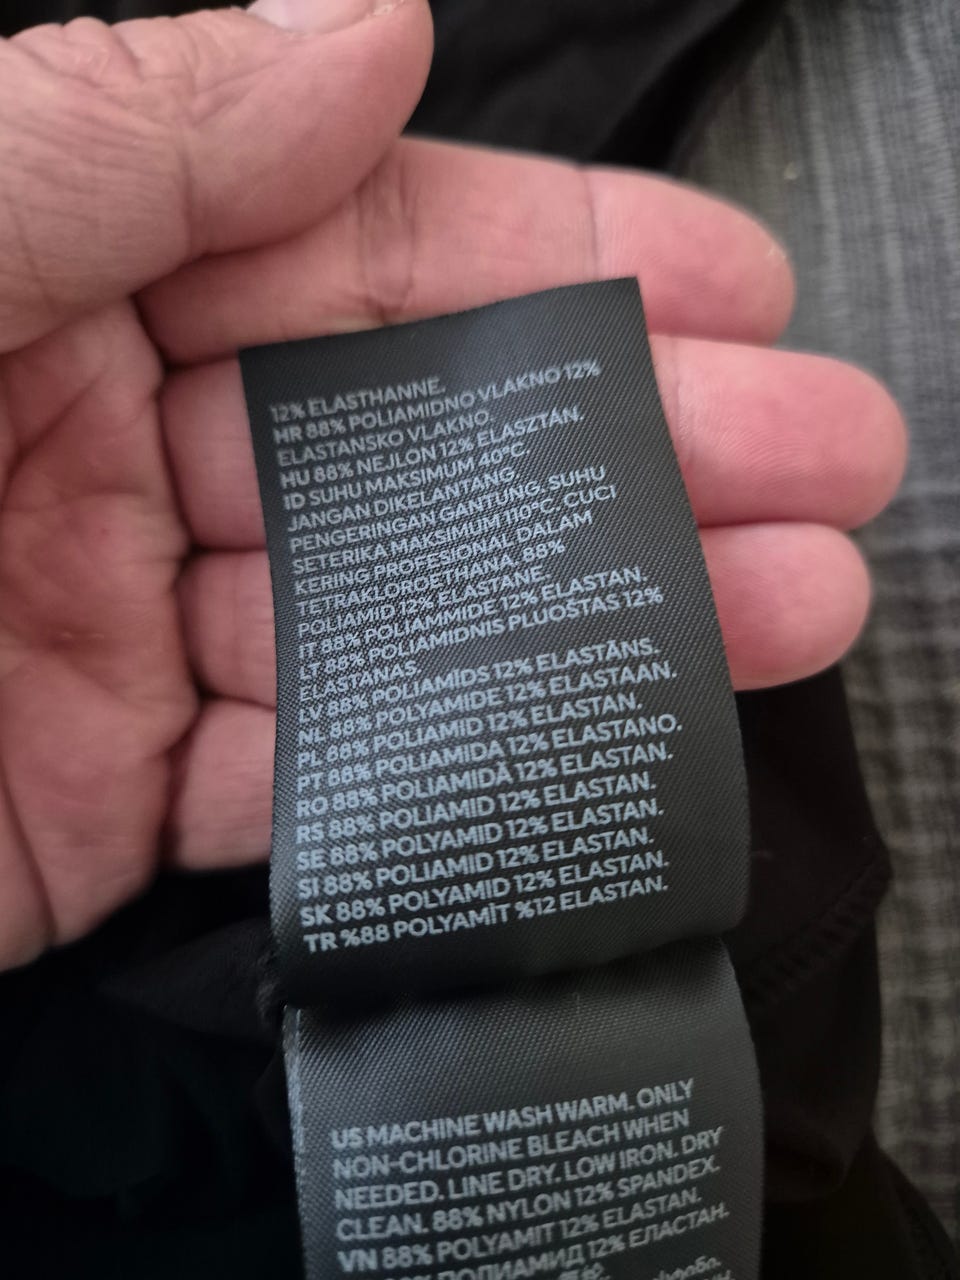 12% ELASTHANNE.
HR 88% POLIAMIDNO VLAKNO 12%
ELASTANSKO VLAKNO.
HU 88% NEJLON 12% ELASZTÁN.
ID SUHU MAKSIMUM 40°C.
JANGAN DIKELANTANG.
PENGERINGAN GANTUNG. SUHU
SETERIKA MAKSIMUM 110°C. CUCI
KERING PROFESIONAL DALAM
TETRAKLOROETHANA. 88%
POLIAMID 12% ELASTANE.
IT 88% POLIAMMIDE 12% ELASTAN.
LT 88% POLIAMIDNIS PLUOŠTAS 12%
ELASTANAS.
LV 88% POLIAMĪDS 12% ELASTĀNS.
NL 88% POLYAMIDE 12% ELASTAAN.
PL 88% POLIAMID 12% ELASTAN.
PT 88% POLIAMIDA 12% ELASTANO.
RO 88% POLIAMIDĂ 12% ELASTAN.
RS 88% POLIAMID 12% ELASTAN.
SE 88% POLYAMID 12% ELASTAN.
SI 88% POLIAMID 12% ELASTAN.
SK 88% POLYAMID 12% ELASTAN.
TR %88 POLYAMİT %12 ELASTAN.
US MACHINE WASH WARM. ONLY
NON-CHLORINE BLEACH WHEN
NEEDED. LINE DRY. LOW IRON. DRY
CLEAN. 88% NYLON 12% SPANDEX.
VN 88% POLYAMIT 12% ELASTAN.
ПОЛИАМИД 12% ЕЛАСТАН.